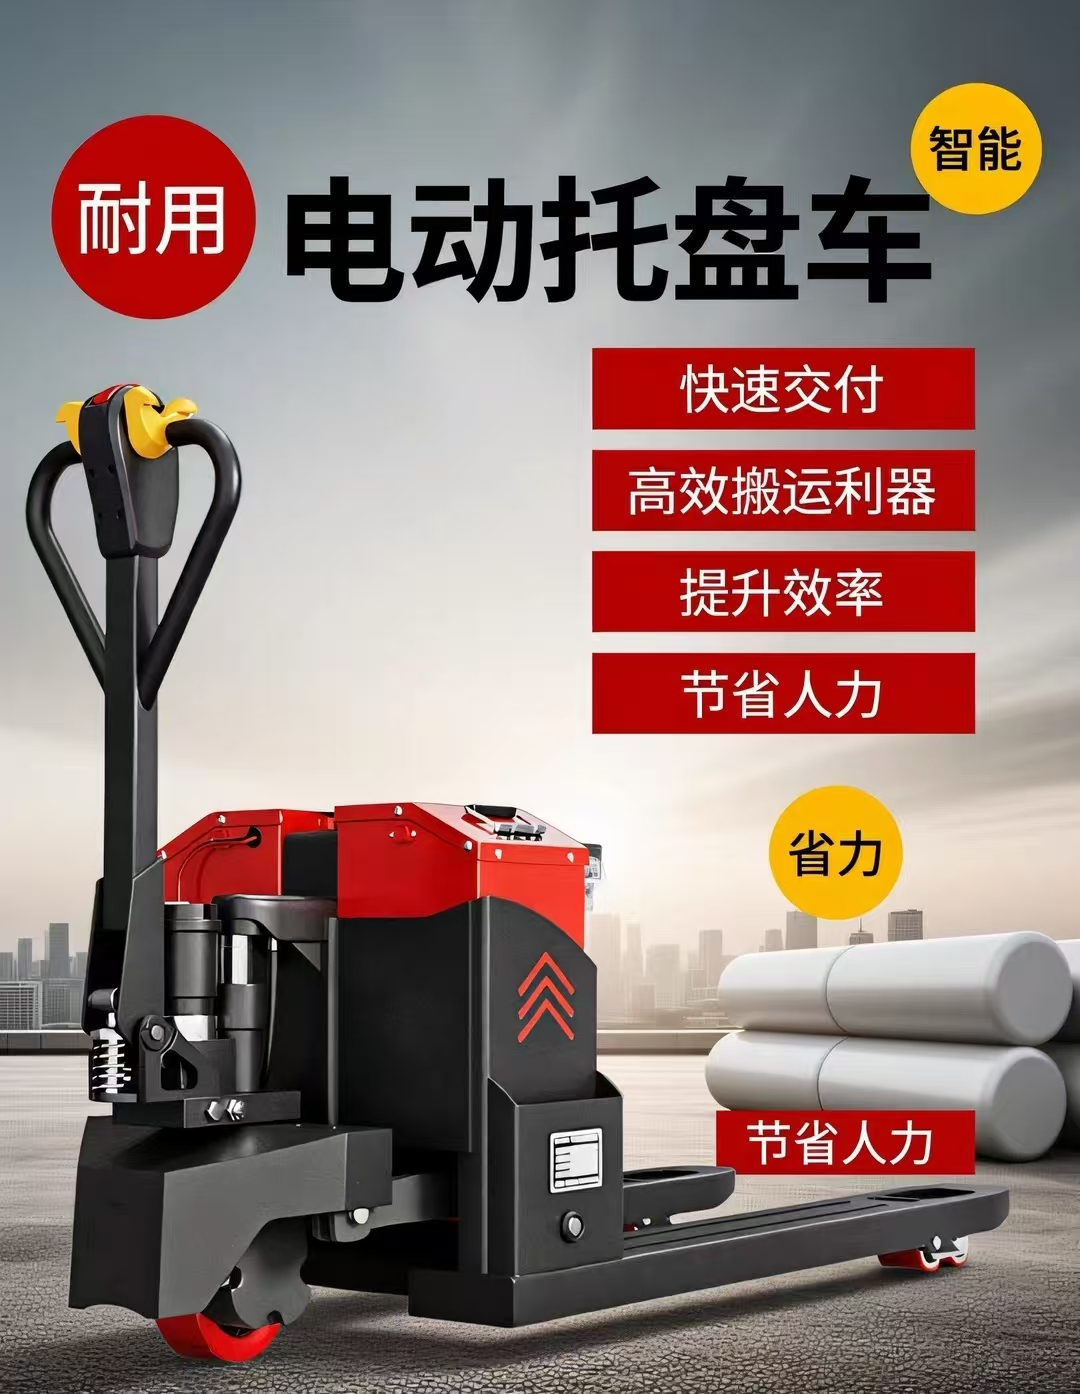 智能
耐用
电动托盘车
快速交付
高效搬运利器
提升效率
节省人力
省力
节省人力